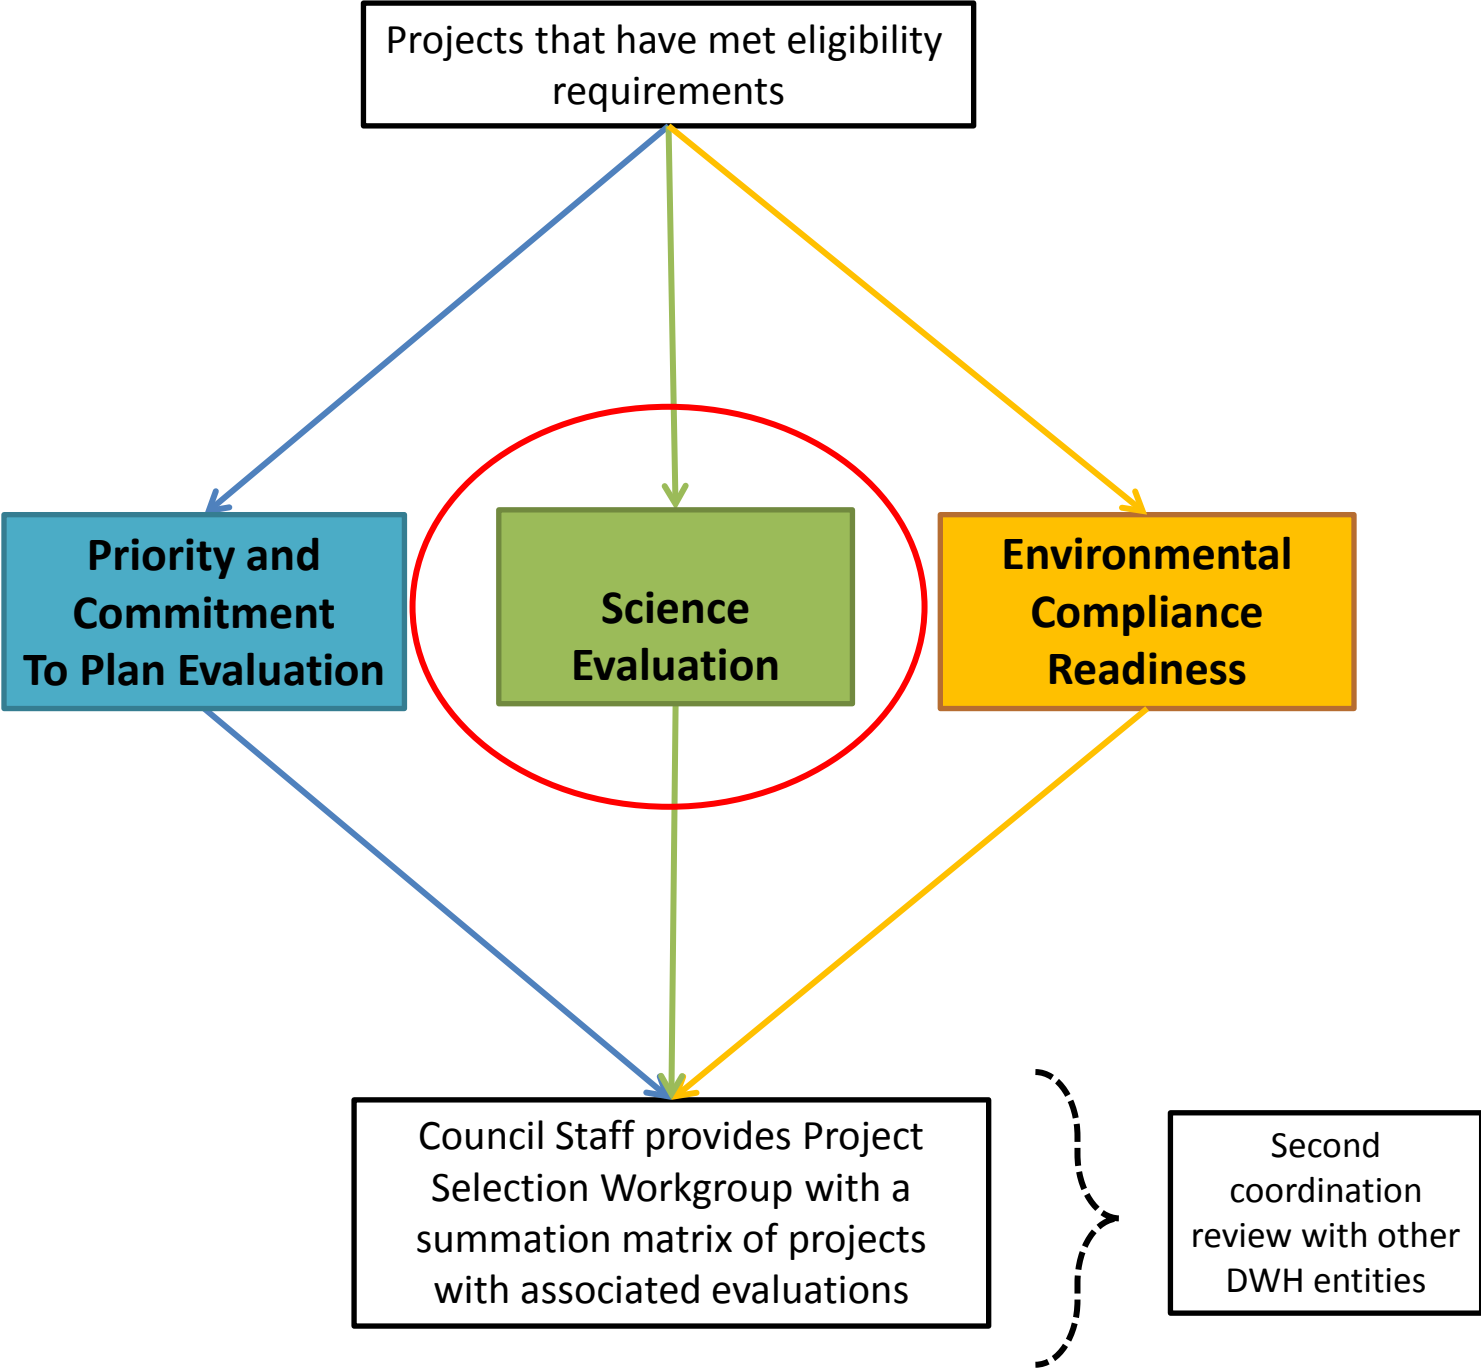 Projects that have met eligibility
requirements
Priority and
Commitment
To Plan Evaluation
Science
Evaluation
Environmental
Compliance
Readiness
Council Staff provides Project
Selection Workgroup with a
summation matrix of projects
with associated evaluations
Second
coordination
review with other
DWH entities